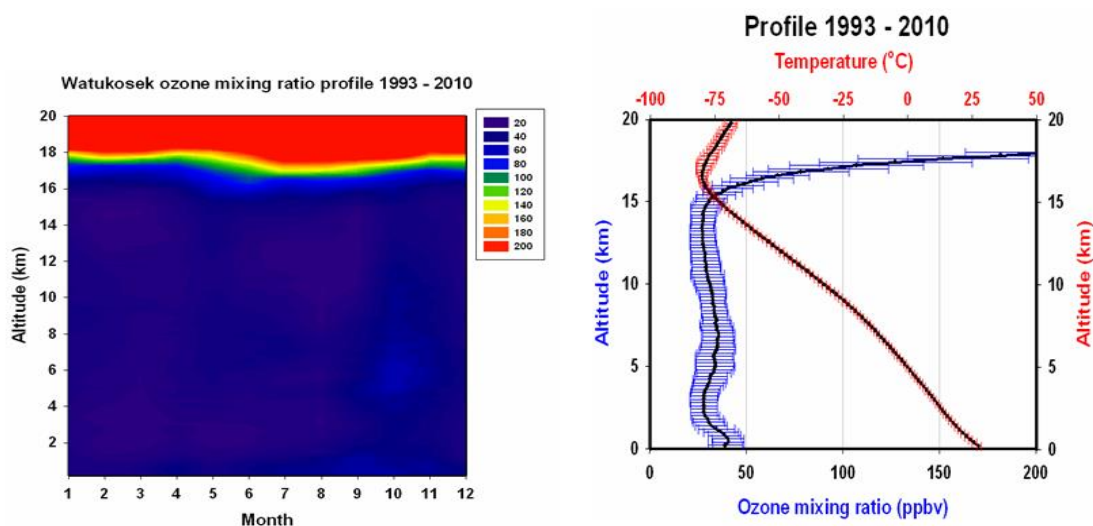 Watukosek ozone mixing ratio profile 1993 - 2010
20
18
16
14
12
10
8
6
4
2
Altitude (km)
1 2 3 4 5 6 7 8 9 10 11 12
Month
20
40
60
80
100
120
140
160
180
200
Profile 1993 - 2010
Temperature (°C)
-100 -75 -50 -25 0 25 50
20
15
10
5
0
Altitude (km)
20
15
10
5
0
Altitude (km)
0 50 100 150 200
Ozone mixing ratio (ppbv)